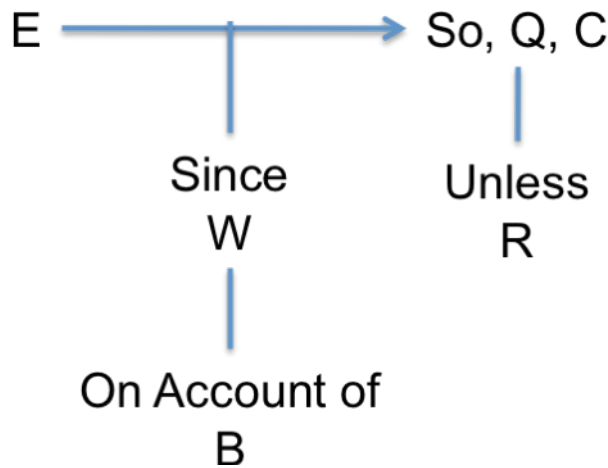 E
So, Q, C
Since
W
Unless
R
On Account of
B